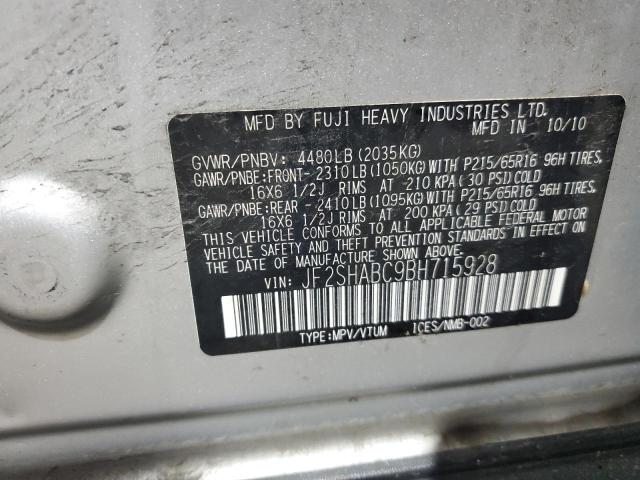 MFD BY FUJI HEAVY INDUSTRIES LTD.
MFD IN 10/10
GVWR/PNBV: 4480LB (2035KG)
GAWR/PNBE:FRONT- 2310LB (1050KG) WITH P215/65R16 96H TIRES
16X6 1/2J RIMS AT 210 KPA (30 PSI) COLD
GAWR/PNBE:REAR - 2410LB (1095KG) WITH P215/65R16 96H TIRES
16X6 1/2J RIMS AT 200 KPA (29 PSI) COLD
THIS VEHICLE CONFORMS TO ALL APPLICABLE FEDERAL MOTOR
VEHICLE SAFETY AND BUMPER STANDARDS IN EFFECT ON
THE DATE OF MANUFACTURE SHOWN ABOVE.
VIN: JF2SHABC9BH715928
TYPE:MPV/VTUM ICES/NMB-002